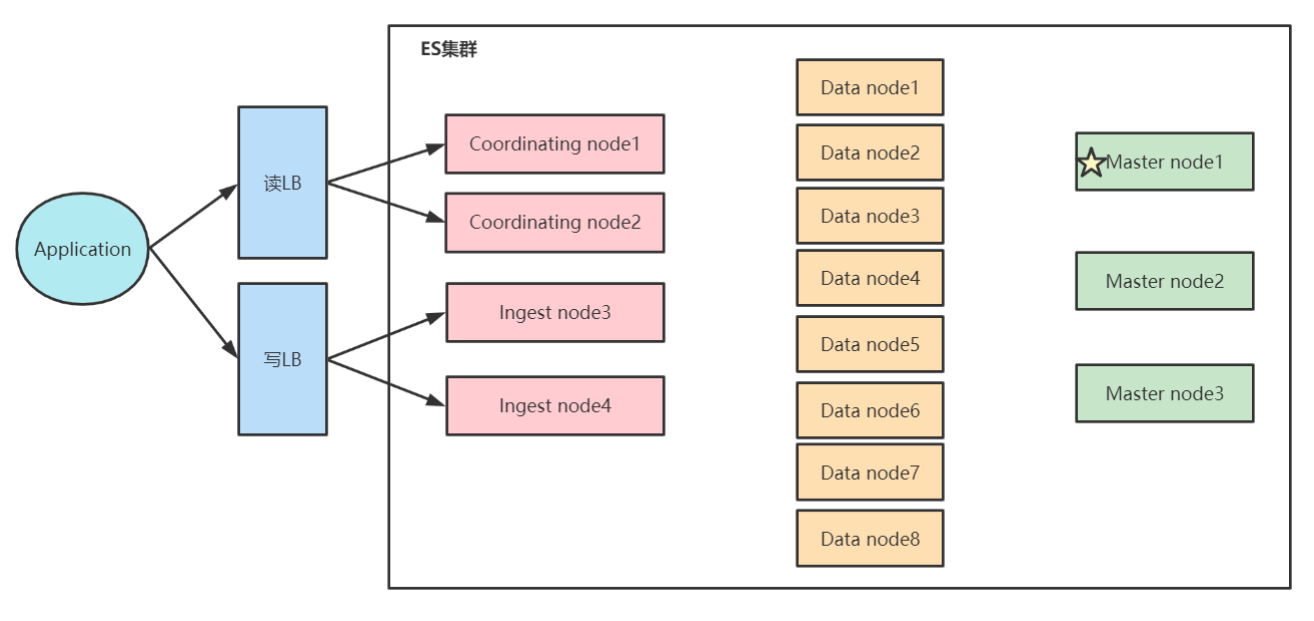 ES集群
Application
读LB
写LB
Coordinating node1
Coordinating node2
Ingest node3
Ingest node4
Data node1
Data node2
Data node3
Data node4
Data node5
Data node6
Data node7
Data node8
Master node1
Master node2
Master node3